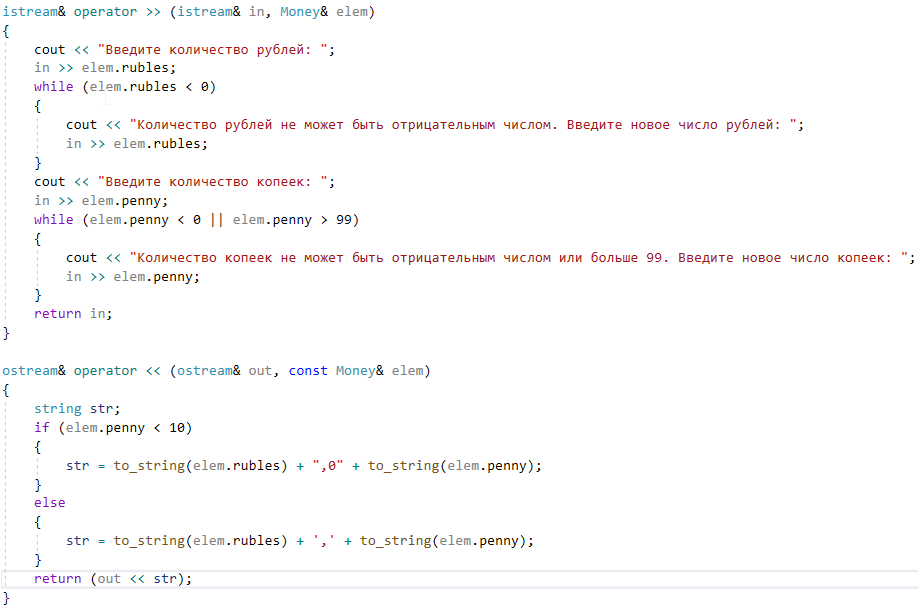 istream& operator >> (istream& in, Money& elem)
{
    cout << "Введите количество рублей: ";
    in >> elem.rubles;
    while (elem.rubles < 0)
    {
        cout << "Количество рублей не может быть отрицательным числом. Введите новое число рублей: ";
        in >> elem.rubles;
    }
    cout << "Введите количество копеек: ";
    in >> elem.penny;
    while (elem.penny < 0 || elem.penny > 99)
    {
        cout << "Количество копеек не может быть отрицательным числом или больше 99. Введите новое число копеек: ";
        in >> elem.penny;
    }
    return in;
}

ostream& operator << (ostream& out, const Money& elem)
{
    string str;
    if (elem.penny < 10)
    {
        str = to_string(elem.rubles) + ",0" + to_string(elem.penny);
    }
    else
    {
        str = to_string(elem.rubles) + ',' + to_string(elem.penny);
    }
    return (out << str);
}